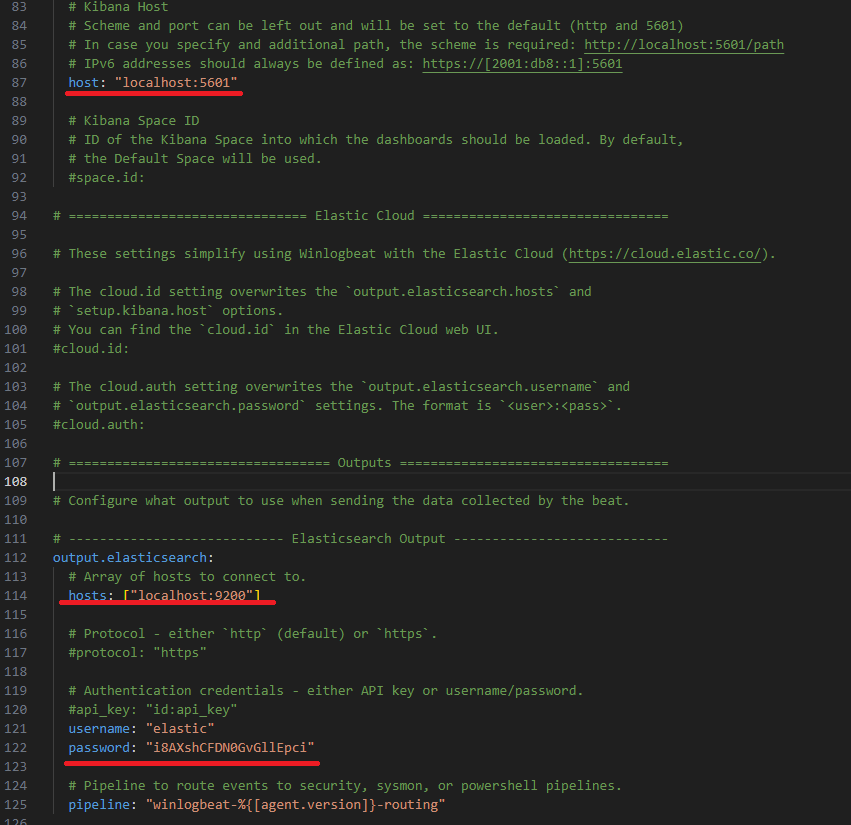 83 # Kibana Host
84 # Scheme and port can be left out and will be set to the default (http and 5601)
85 # In case you specify and additional path, the scheme is required: http://localhost:5601/path
86 # IPv6 addresses should always be defined as: https://[2001:db8::1]:5601
87 host: "localhost:5601"
88
89 # Kibana Space ID
90 # ID of the Kibana Space into which the dashboards should be loaded. By default,
91 # the Default Space will be used.
92 #space.id:
93
94 # =============================== Elastic Cloud ================================
95
96 # These settings simplify using Winlogbeat with the Elastic Cloud (https://cloud.elastic.co/).
97
98 # The cloud.id setting overwrites the `output.elasticsearch.hosts` and
99 # `setup.kibana.host` options.
100 # You can find the `cloud.id` in the Elastic Cloud web UI.
101 #cloud.id:
102
103 # The cloud.auth setting overwrites the `output.elasticsearch.username` and
104 # `output.elasticsearch.password` settings. The format is `<user>:<pass>`.
105 #cloud.auth:
106
107 # ================================== Outputs ===================================
108
109 # Configure what output to use when sending the data collected by the beat.
110
111 # ---------------------------- Elasticsearch Output ----------------------------
112 output.elasticsearch:
113 # Array of hosts to connect to.
114 hosts: ["localhost:9200"]
115
116 # Protocol - either `http` (default) or `https`.
117 #protocol: "https"
118
119 # Authentication credentials - either API key or username/password.
120 #api_key: "id:api_key"
121 username: "elastic"
122 password: "i8AXshCFDN0GvGllEpci"
123
124 # Pipeline to route events to security, sysmon, or powershell pipelines.
125 pipeline: "winlogbeat-%{[agent.version]}-routing"
126